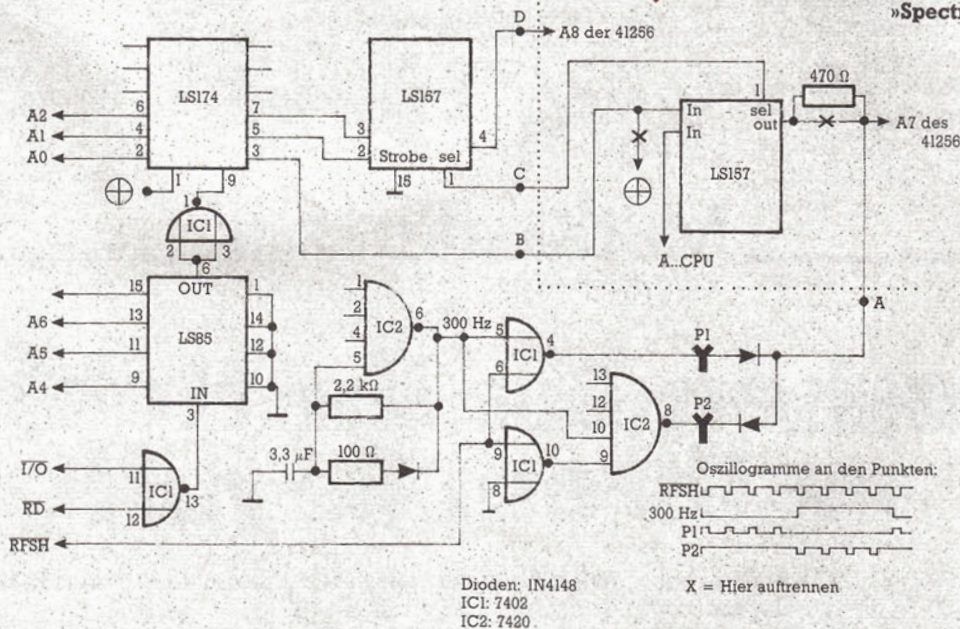 »Spectr
D
A8 der 41256
LS174
LS157
6
7
A2
4
5
3
4
A1
2
3
2
A0
Strobe sel
1
9
15
1
C
1
IC1
2
3
6
B
470 Ω
1
In
sel
out
In
A7 des
41256
LS157
A...CPU
OUT
15
1
13
14
A6
LS85
11
12
A5
9
10
A4
IN
3
1
2
4
5
IC2
6
300 Hz
5
6
IC1
4
P1
A
2,2 kΩ
13
12
10
9
IC2
8
P2
3,3 µF
100 Ω
9
8
IC1
10
I/O
11
IC1
13
RD
12
RFSH
Oszillogramme an den Punkten:
RFSH
300 Hz
P1
P2
X = Hier auftrennen
Dioden: 1N4148
IC1: 7402
IC2: 7420